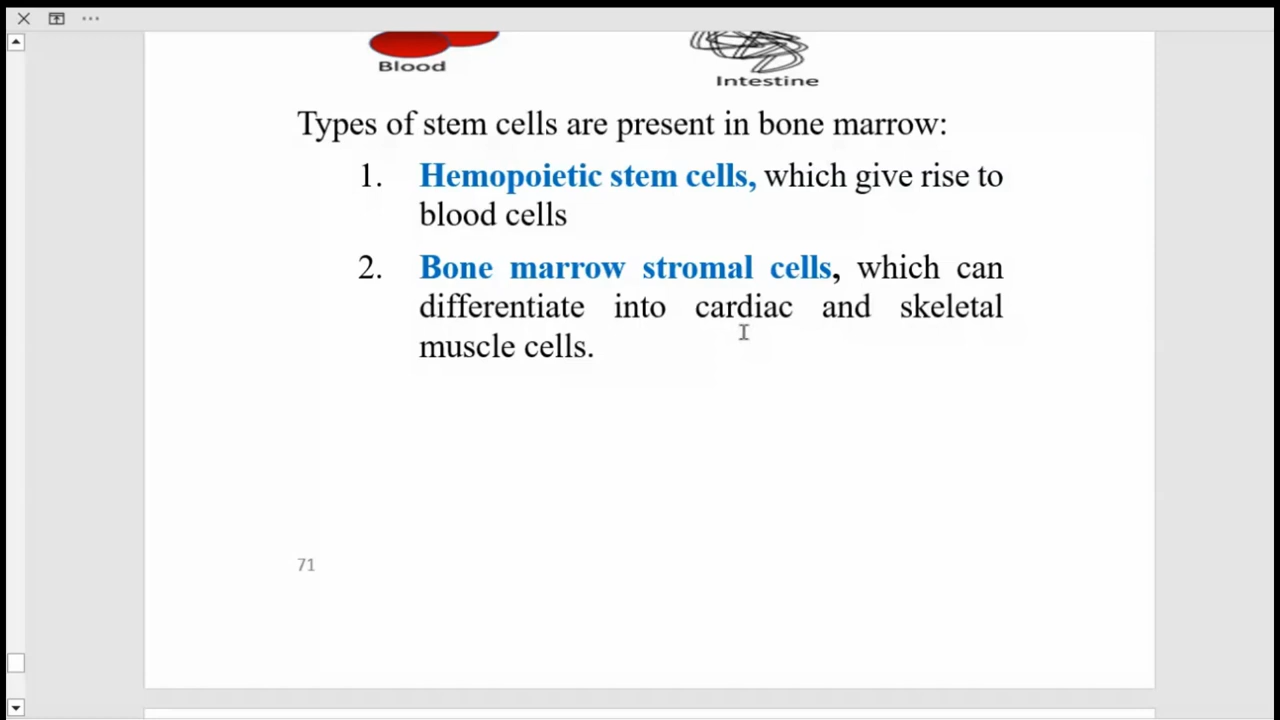 Blood
Intestine
Types of stem cells are present in bone marrow:
1. Hemopoietic stem cells, which give rise to
blood cells
2. Bone marrow stromal cells, which can
differentiate into cardiac and skeletal
muscle cells.
71